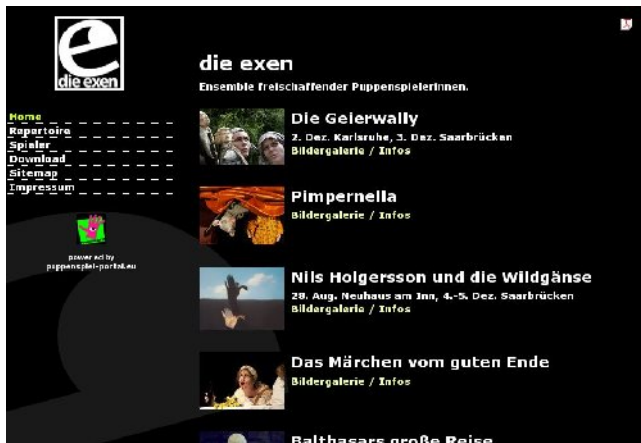 e
die exen
Home
Repertoire
Spieler
Download
Sitemap
Impressum
powered by
puppenspiel-portal.eu
die exen
Ensemble freischaffender PuppenspielerInnen.
Die Geierwally
2. Dez. Karlsruhe, 3. Dez. Saarbrücken
Bildergalerie / Infos
Pimpernella
Bildergalerie / Infos
Nils Holgersson und die Wildgänse
28. Aug. Neuhaus am Inn, 4.-5. Dez. Saarbrücken
Bildergalerie / Infos
Das Märchen vom guten Ende
Bildergalerie / Infos
Balthasars große Reise